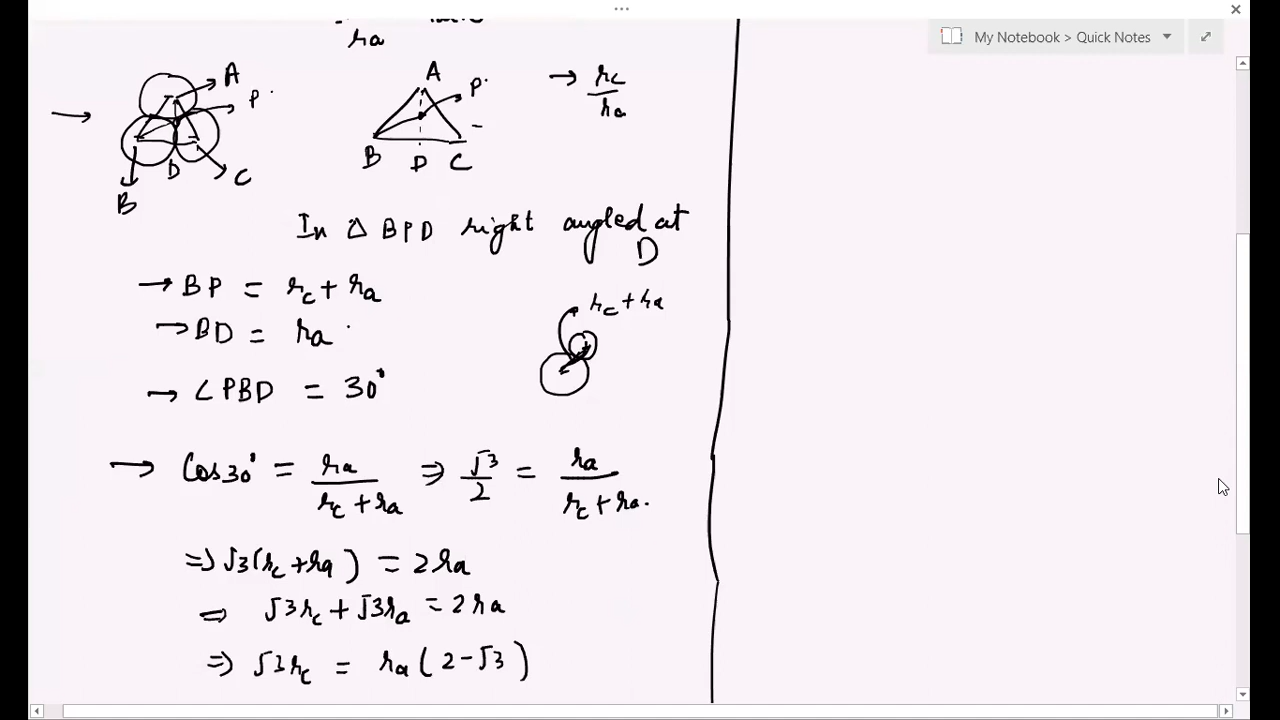 My Notebook > Quick Notes
ra
A
P
B
D
C
A
P
B
D
C
→ rc/ra
In Δ BPD right angled at D
→ BP = rc + ra
rc + ra
→ BD = ra
→ ∠PBD = 30°
→ Cos30° = ra/(rc + ra) ⇒ √3/2 = ra/(rc + ra.
⇒ √3(rc + ra) = 2ra
⇒ √3rc + √3ra = 2ra
⇒ √3rc = ra(2-√3)